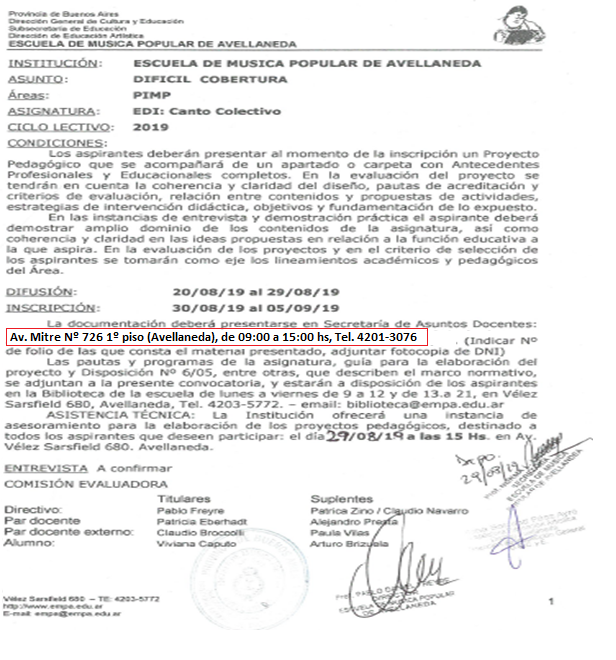 Provincia de Buenos Aires
Dirección General de Cultura y Educación
Subsecretaria de Educación
Dirección de Educación Artística
ESCUELA DE MUSICA POPULAR DE AVELLANEDA
INSTITUCIÓN: ESCUELA DE MUSICA POPULAR DE AVELLANEDA
ASUNTO: DIFICIL COBERTURA
Áreas: PIMP
ASIGNATURA: EDI: Canto Colectivo
CICLO LECTIVO: 2019
CONDICIONES:
Los aspirantes deberán presentar al momento de la inscripción un Proyecto
Pedagógico que se acompañará de un apartado o carpeta con Antecedentes
Profesionales y Educacionales completos. En la evaluación del proyecto se
tendrán en cuenta la coherencia y claridad del diseño, pautas de acreditación y
criterios de evaluación, relación entre contenidos y propuestas de actividades,
estrategias de intervención didáctica, objetivos y fundamentación de lo expuesto.
En las instancias de entrevista y demostración práctica el aspirante deberá
demostrar amplio dominio de los contenidos de la asignatura, así como
coherencia y claridad en las ideas propuestas en relación a la función educativa a
la que aspira. En la evaluación de los proyectos y en el criterio de selección de
los aspirantes se tomarán como eje los lineamientos académicos y pedagógicos
del Área.
DIFUSIÓN: 20/08/19 al 29/08/19
INSCRIPCIÓN: 30/08/19 al 05/09/19
La documentación deberá presentarse en Secretaría de Asuntos Docentes:
Av. Mitre Nº 726 1º piso (Avellaneda), de 09:00 a 15:00 hs, Tel. 4201-3076
. (Indicar Nº
de folio de las que consta el material presentado, adjuntar fotocopia de DNI)
Las pautas y programas de la asignatura, guía para la elaboración del
proyecto y Disposición Nº 6/05, entre otras, que describen el marco normativo,
se adjuntan a la presente convocatoria, y estarán a disposición de los aspirantes
en la Biblioteca de la escuela de lunes a viernes de 9 a 12 y de 13.a 21, en Vélez
Sarsfield 680, Avellaneda, Tel. 4203-5772. – email: biblioteca@empa.edu.ar
ASISTENCIA TÉCNICA: La Institución ofrecerá una instancia de
asesoramiento para la elaboración de los proyectos pedagógicos, destinado a
todos los aspirantes que deseen participar: el día 29/08/19 a las 15 Hs. en Av.
Vélez Sarsfield 680. Avellaneda.
ENTREVISTA A confirmar
COMISIÓN EVALUADORA
Titulares Suplentes
Directivo: Pablo Freyre Patrica Zino / Claudio Navarro
Par docente Patricia Eberhadt Alejandro Presta
Par docente externo: Claudio Broccolli Paula Vilas
Alumno: Viviana Caputo Arturo Brizuela
DIRECTOR
ESCUELA DE MUSICA POPULAR
DE AVELLANEDA
Vélez Sarsfield 680 – TE: 4203-5772
http://www.empa.edu.ar
E-mail: empa@empa.edu.ar
1